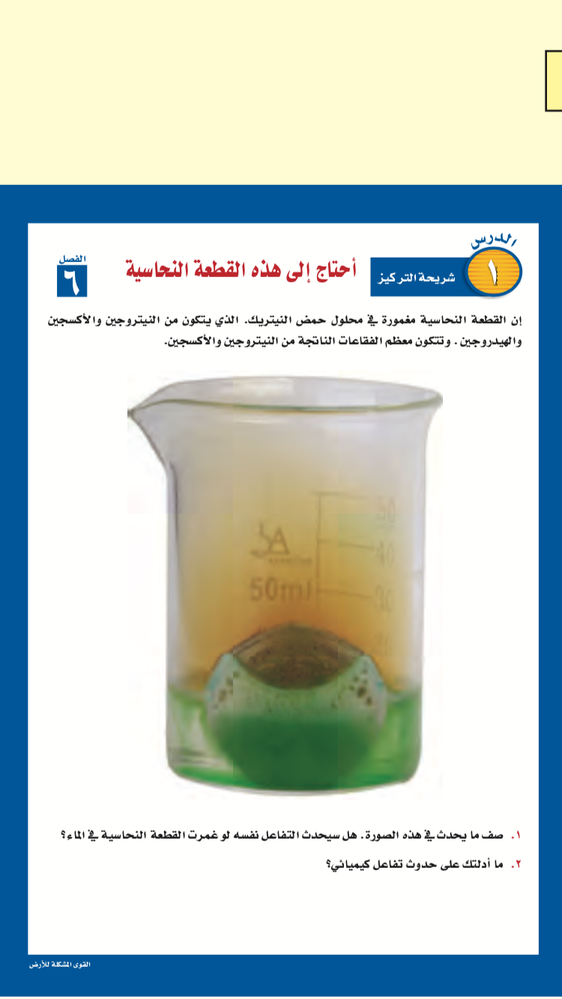 الدرس
١
شريحة التركيز
أحتاج إلى هذه القطعة النحاسية
الفصل
٦
إن القطعة النحاسية مغمورة في محلول حمض النيتريك. الذي يتكون من النيتروجين والأكسجين
والهيدروجين . وتتكون معظم الفقاعات الناتجة من النيتروجين والأكسجين.
50
40
30
20
50ml
١. صف ما يحدث في هذه الصورة. هل سيحدث التفاعل نفسه لو غمرت القطعة النحاسية في الماء؟
٢. ما أدلتك على حدوث تفاعل كيميائي؟
القوى المشكلة للأرض